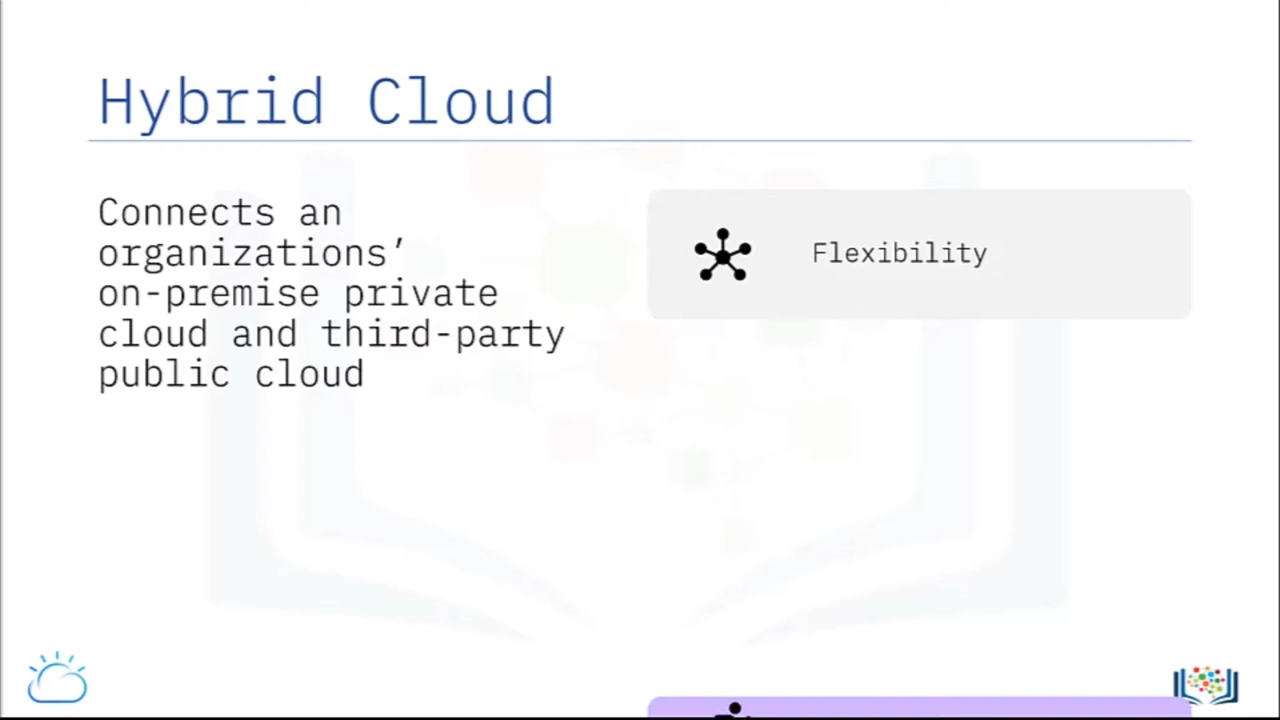 Hybrid Cloud
Connects an
organizations’
on-premise private
cloud and third-party
public cloud
Flexibility